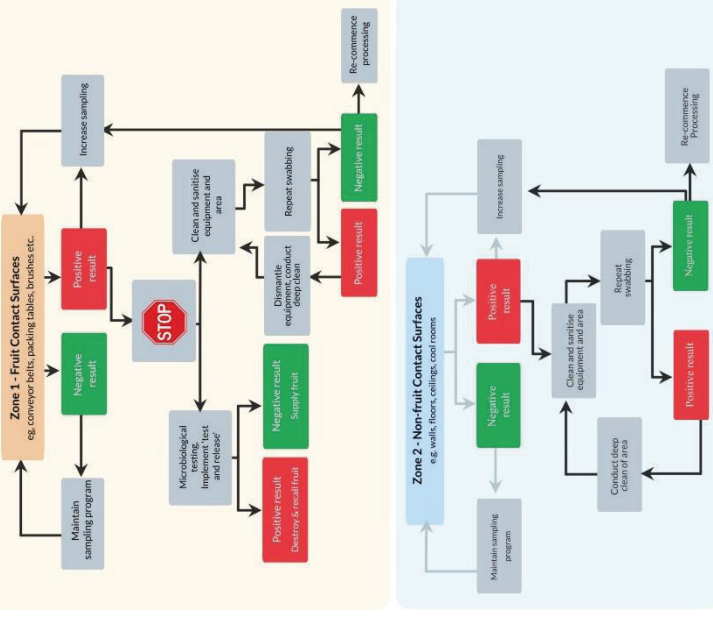 Zone 1 - Fruit Contact Surfaces
eg, conveyor belts, packing tables, brushes etc.
Maintain
sampling program
Negative
result
Positive
result
Increase sampling
STOP
Microbiological
testing,
Implement 'test
and release'
Clean and sanitise
equipment and
area
Positive result
Destroy & recall fruit
Negative result
Supply fruit
Dismantle
equipment, conduct
deep clean
Repeat swabbing
Positive result
Negative result
Re-commence
processing
Zone 2 - Non-fruit Contact Surfaces
e.g. walls, floors, ceilings, cool rooms
Maintain sampling
program
Negative
result
Positive
result
Increase sampling
Clean and sanitise
equipment and area
Conduct deep
clean of area
Repeat
swabbing
Positive result
Negative result
Re-commence
Processing